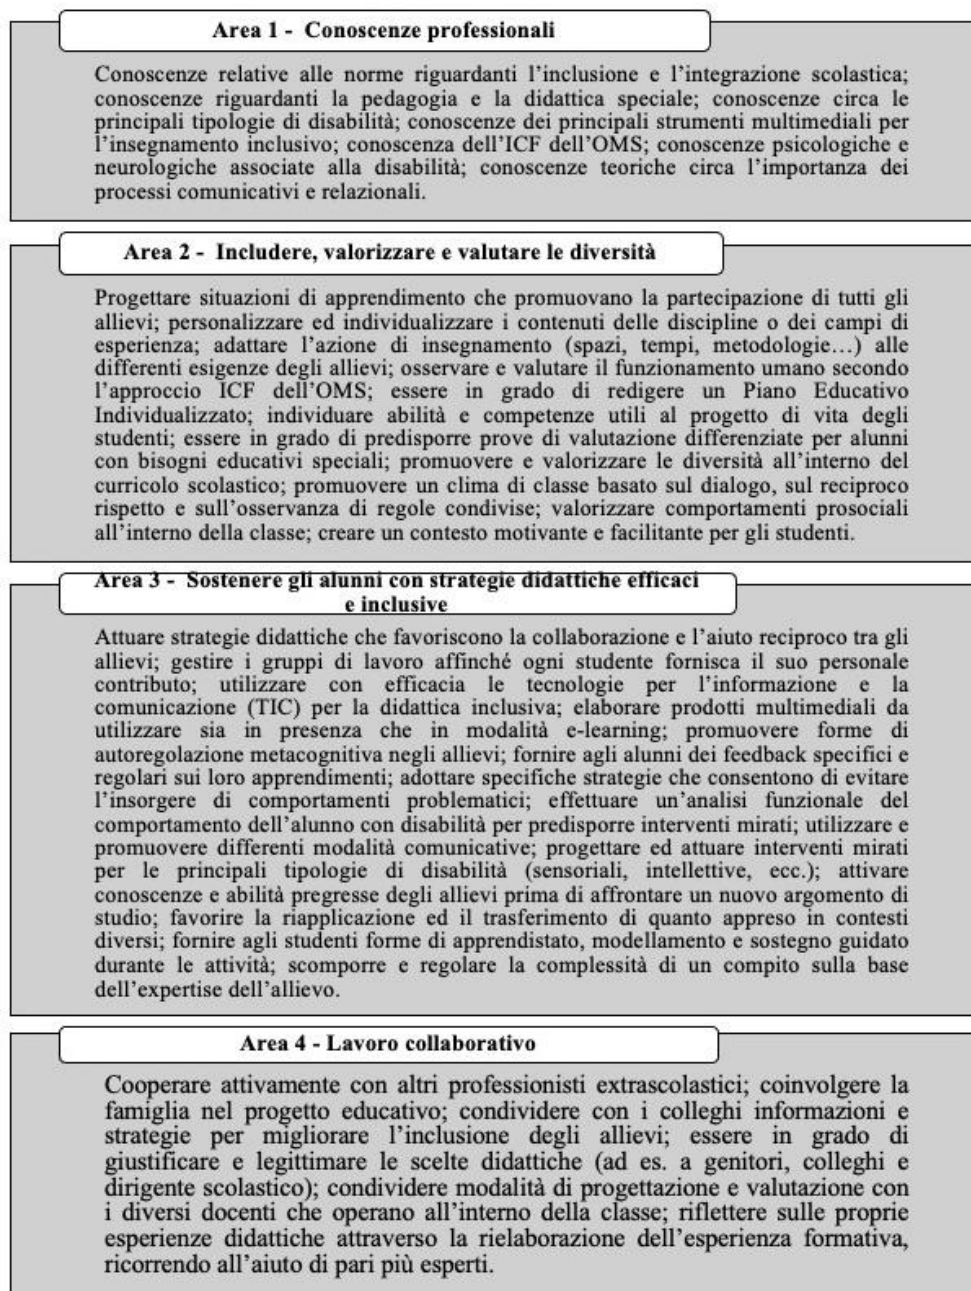 Area 1 -  Conoscenze professionali
Conoscenze relative alle norme riguardanti l’inclusione e l’integrazione scolastica;
conoscenze riguardanti la pedagogia e la didattica speciale; conoscenze circa le
principali tipologie di disabilità; conoscenze dei principali strumenti multimediali per
l’insegnamento inclusivo; conoscenza dell’ICF dell’OMS; conoscenze psicologiche e
neurologiche associate alla disabilità; conoscenze teoriche circa l’importanza dei
processi comunicativi e relazionali.
Area 2 -  Includere, valorizzare e valutare le diversità
Progettare situazioni di apprendimento che promuovano la partecipazione di tutti gli
allievi; personalizzare ed individualizzare i contenuti delle discipline o dei campi di
esperienza; adattare l’azione di insegnamento (spazi, tempi, metodologie…) alle
differenti esigenze degli allievi; osservare e valutare il funzionamento umano secondo
l’approccio ICF dell’OMS; essere in grado di redigere un Piano Educativo
Individualizzato; individuare abilità e competenze utili al progetto di vita degli
studenti; essere in grado di predisporre prove di valutazione differenziate per alunni
con bisogni educativi speciali; promuovere e valorizzare le diversità all’interno del
curricolo scolastico; promuovere un clima di classe basato sul dialogo, sul reciproco
rispetto e sull’osservanza di regole condivise; valorizzare comportamenti prosociali
all’interno della classe; creare un contesto motivante e facilitante per gli studenti.
Area 3 -  Sostenere gli alunni con strategie didattiche efficaci
e inclusive
Attuare strategie didattiche che favoriscono la collaborazione e l’aiuto reciproco tra gli
allievi; gestire i gruppi di lavoro affinché ogni studente fornisca il suo personale
contributo; utilizzare con efficacia le tecnologie per l’informazione e la
comunicazione (TIC) per la didattica inclusiva; elaborare prodotti multimediali da
utilizzare sia in presenza che in modalità e-learning; promuovere forme di
autoregolazione metacognitiva negli allievi; fornire agli alunni dei feedback specifici e
regolari sui loro apprendimenti; adottare specifiche strategie che consentono di evitare
l’insorgere di comportamenti problematici; effettuare un’analisi funzionale del
comportamento dell’alunno con disabilità per predisporre interventi mirati; utilizzare e
promuovere differenti modalità comunicative; progettare ed attuare interventi mirati
per le principali tipologie di disabilità (sensoriali, intellettive, ecc.); attivare
conoscenze e abilità pregresse degli allievi prima di affrontare un nuovo argomento di
studio; favorire la riapplicazione ed il trasferimento di quanto appreso in contesti
diversi; fornire agli studenti forme di apprendistato, modellamento e sostegno guidato
durante le attività; scomporre e regolare la complessità di un compito sulla base
dell’expertise dell’allievo.
Area 4 - Lavoro collaborativo
Cooperare attivamente con altri professionisti extrascolastici; coinvolgere la
famiglia nel progetto educativo; condividere con i colleghi informazioni e
strategie per migliorare l’inclusione degli allievi; essere in grado di
giustificare e legittimare le scelte didattiche (ad es. a genitori, colleghi e
dirigente scolastico); condividere modalità di progettazione e valutazione con
i diversi docenti che operano all’interno della classe; riflettere sulle proprie
esperienze didattiche attraverso la rielaborazione dell’esperienza formativa,
ricorrendo all’aiuto di pari più esperti.